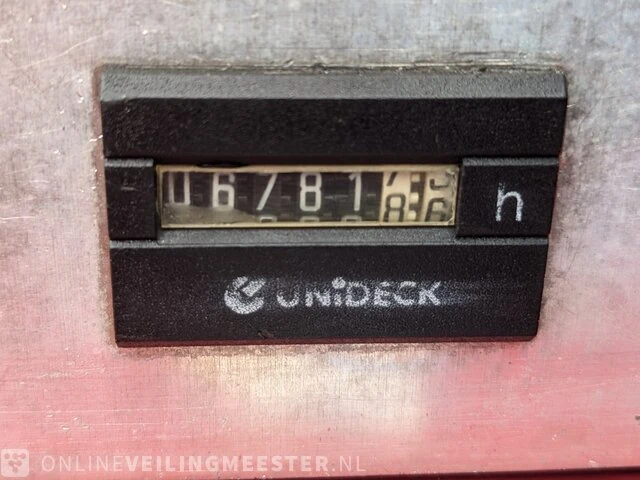 06781
h
UNiDECK
ONLINEVEILINGMEESTER.NL